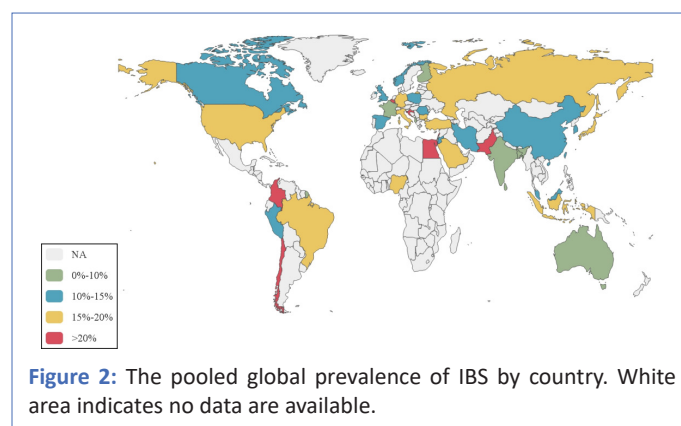 NA
0%-10%
10%-15%
15%-20%
>20%
Figure 2: The pooled global prevalence of IBS by country. White
area indicates no data are available.